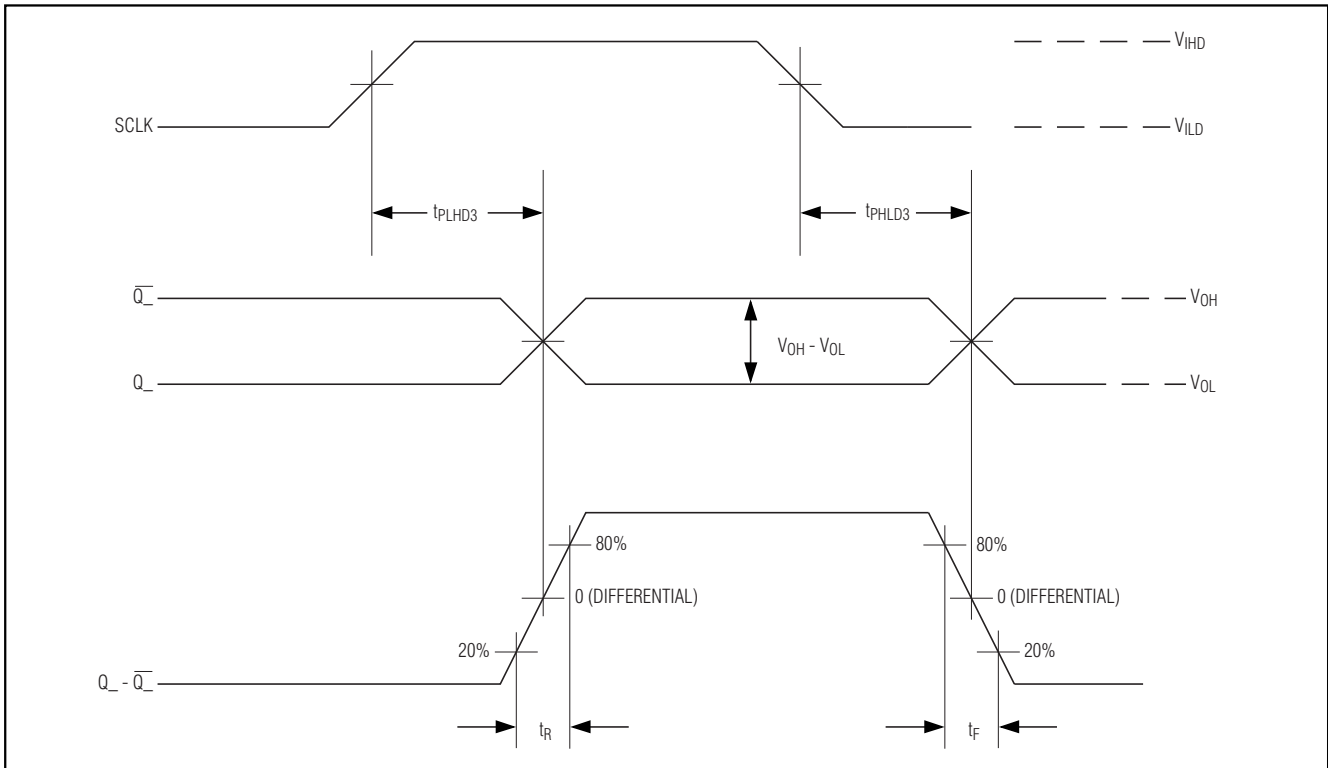 V_IHD
SCLK
V_ILD
t_PLHD3
t_PHLD3
Q̅_̅
V_OH
V_OH - V_OL
Q_
V_OL
80%
80%
0 (DIFFERENTIAL)
0 (DIFFERENTIAL)
20%
20%
Q_ - Q̅_̅
t_R
t_F